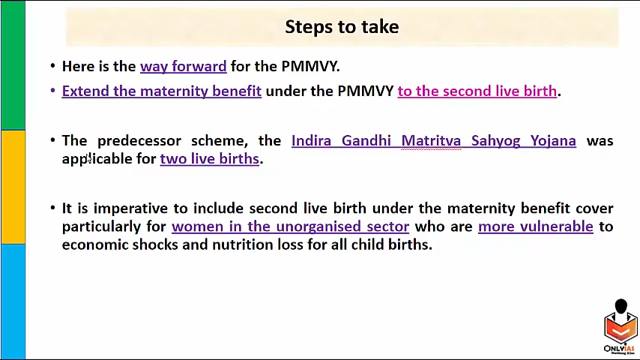 Steps to take
• Here is the way forward for the PMMVY.
• Extend the maternity benefit under the PMMVY to the second live birth.
• The predecessor scheme, the Indira Gandhi Matritva Sahyog Yojana was
applicable for two live births.
• It is imperative to include second live birth under the maternity benefit cover
particularly for women in the unorganised sector who are more vulnerable to
economic shocks and nutrition loss for all child births.
ONLYIAS